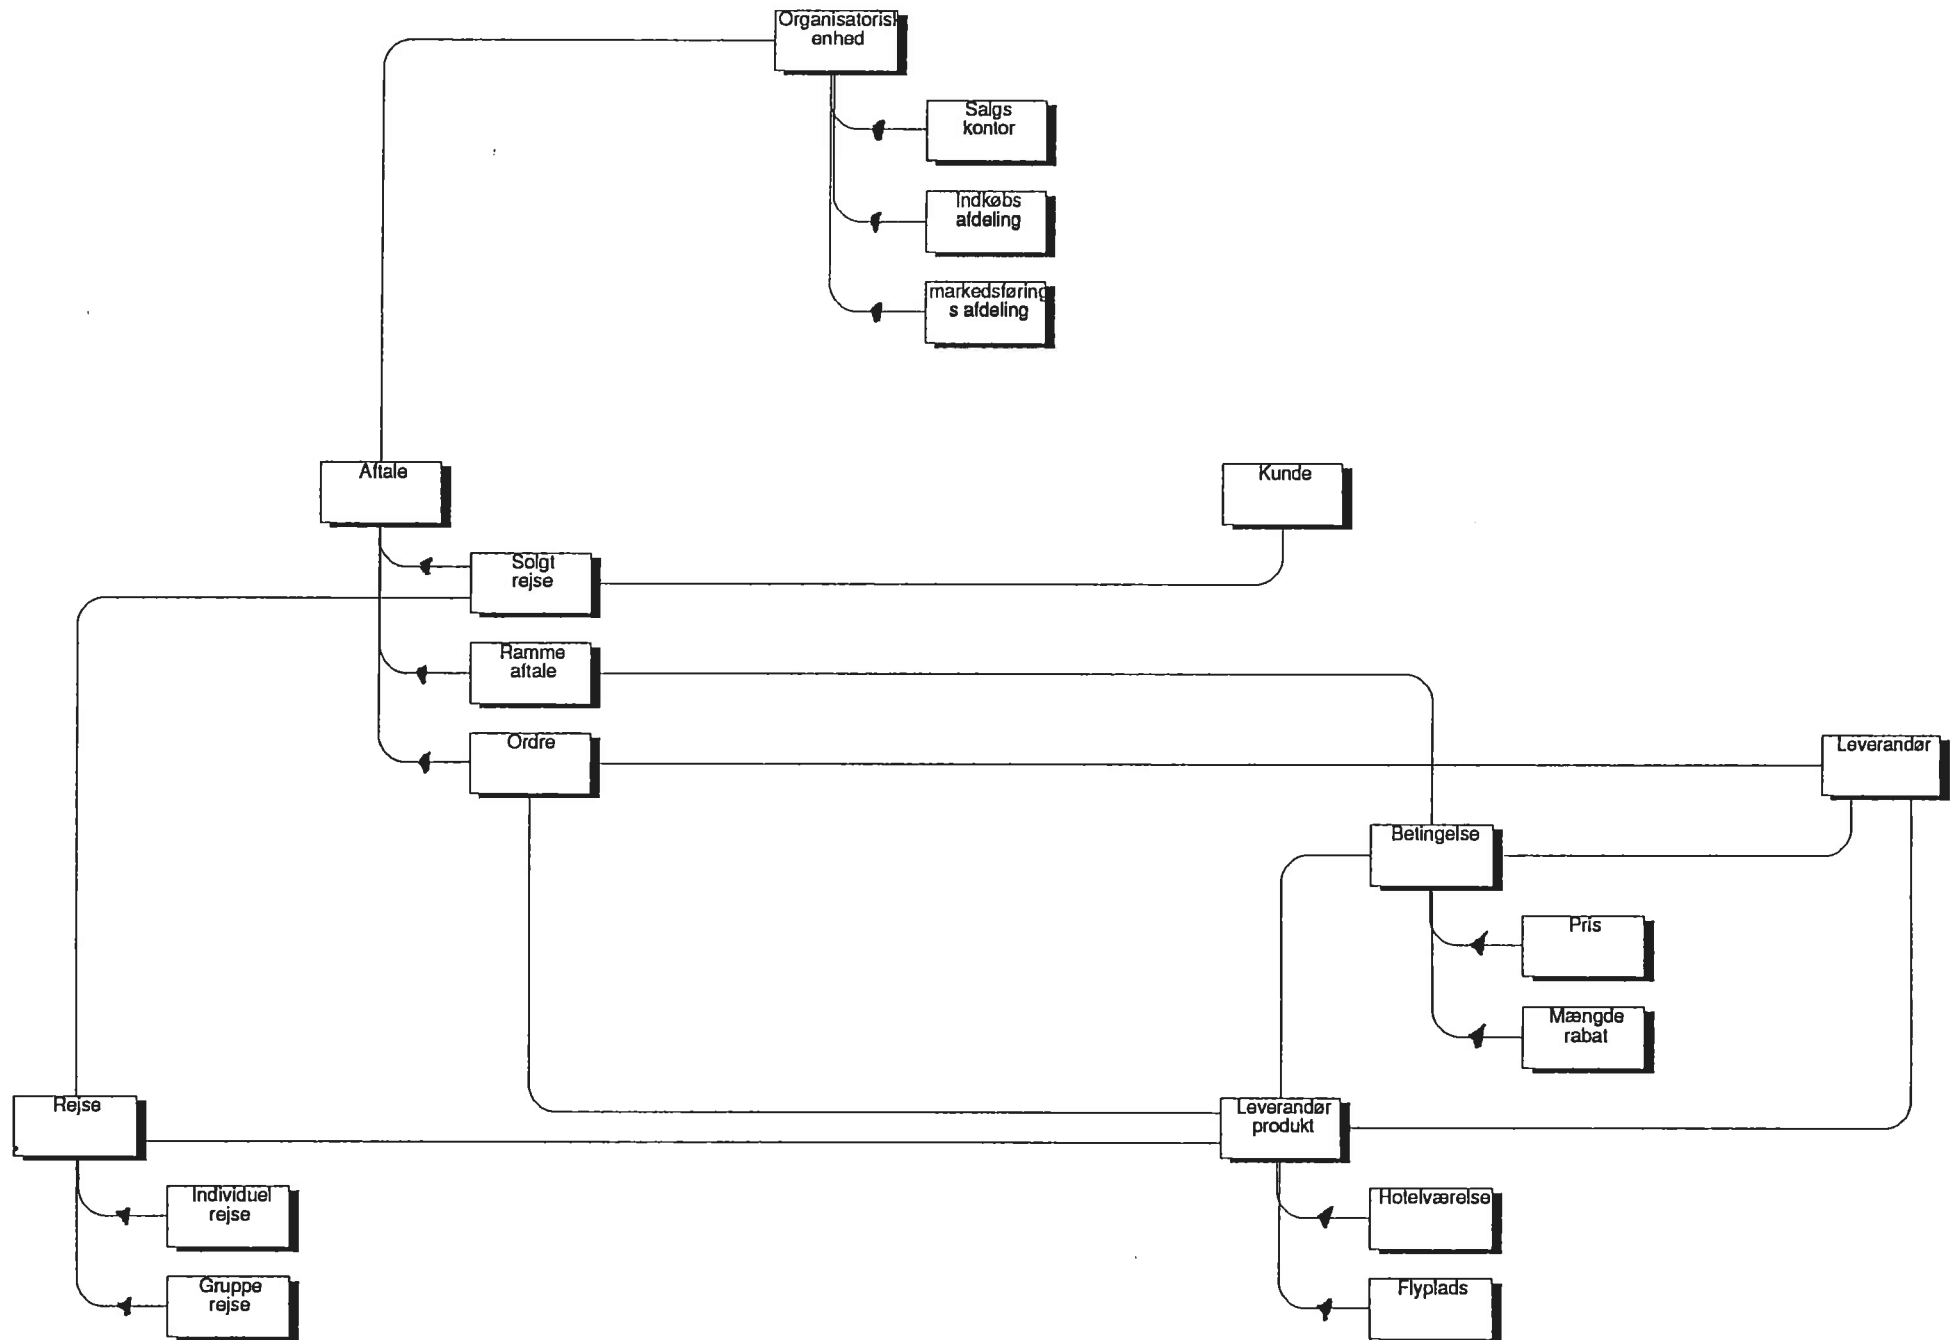 Organisatorisk
enhed
Salgs
kontor
Indkøbs
afdeling
markedsføring
s afdeling
Aftale
Kunde
Solgt
rejse
Ramme
aftale
Ordre
Leverandør
Betingelse
Pris
Mængde
rabat
Rejse
Leverandør
produkt
Individuel
rejse
Hotelværelse
Gruppe
rejse
Flyplads